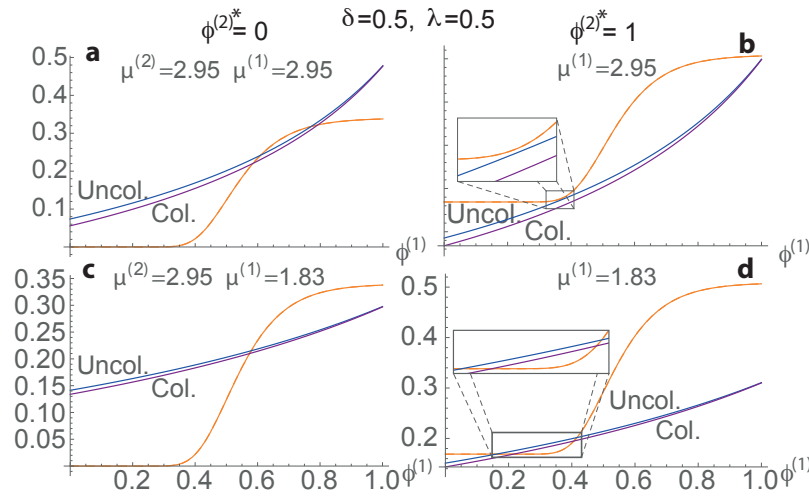 ϕ⁽²⁾*= 0
δ=0.5, λ=0.5
ϕ⁽²⁾*= 1
a
μ⁽²⁾=2.95 μ⁽¹⁾=2.95
0.5
0.4
0.3
0.2
0.1
Uncol.
Col.
ϕ⁽¹⁾
b
μ⁽¹⁾=2.95
Uncol.
Col.
ϕ⁽¹⁾
c
μ⁽²⁾=2.95 μ⁽¹⁾=1.83
0.35
0.30
0.25
0.20
0.15
0.10
0.05
Uncol.
Col.
0.2 0.4 0.6 0.8 1.0
ϕ⁽¹⁾
d
μ⁽¹⁾=1.83
0.5
0.4
0.3
0.2
Uncol.
Col.
0.2 0.4 0.6 0.8 1.0
ϕ⁽¹⁾